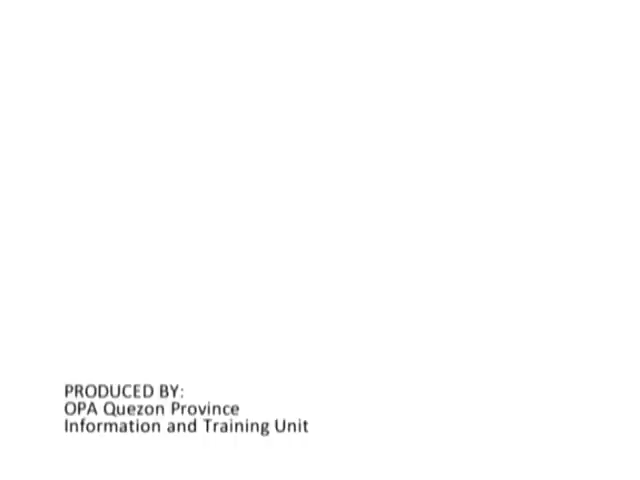 PRODUCED BY:
OPA Quezon Province
Information and Training Unit